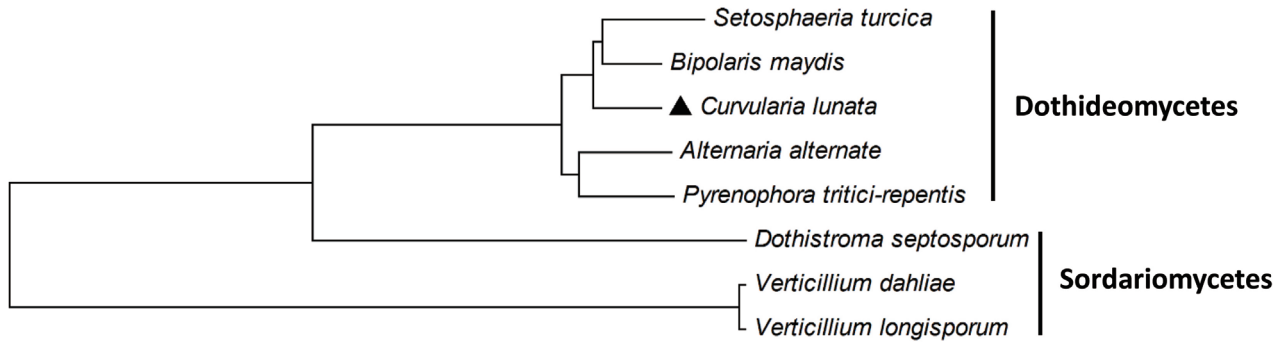 Setosphaeria turcica
Bipolaris maydis
Curvularia lunata
Dothideomycetes
Alternaria alternate
Pyrenophora tritici-repentis
Dothistroma septosporum
Verticillium dahliae
Sordariomycetes
Verticillium longisporum